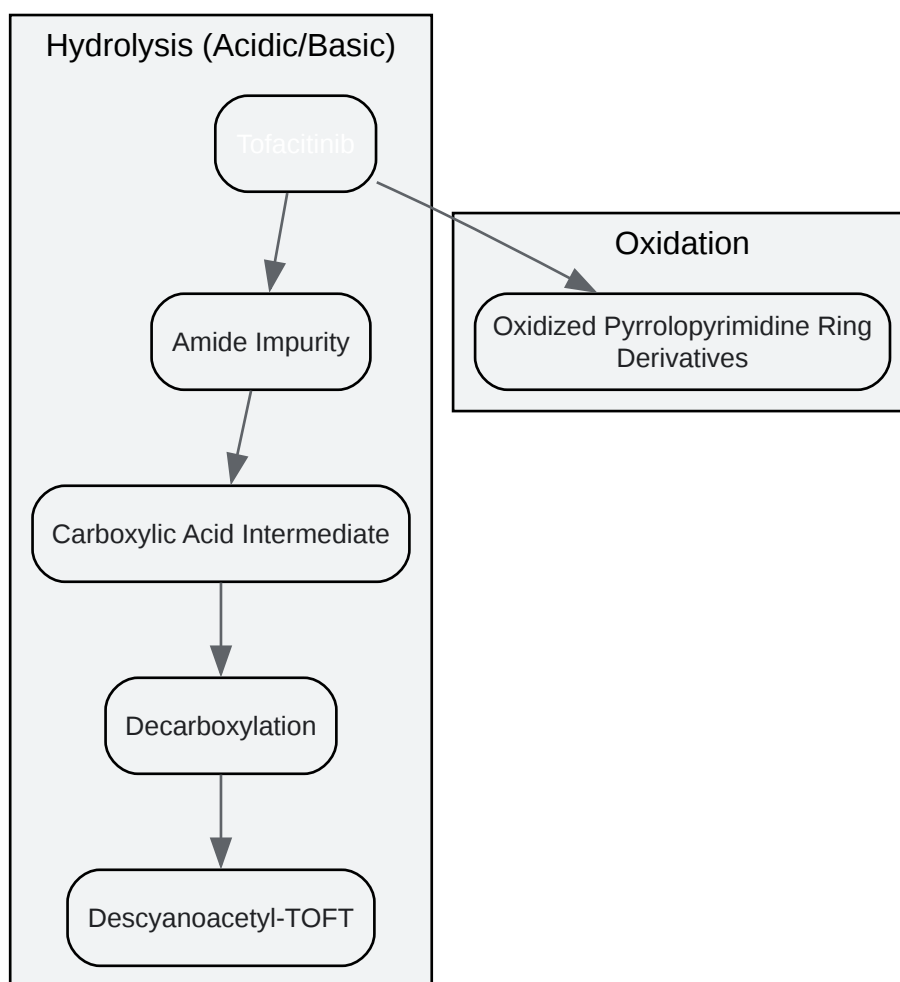 Hydrolysis (Acidic/Basic)
Tofacitinib
Oxidation
Oxidized Pyrrolopyrimidine Ring
Derivatives
Amide Impurity
Carboxylic Acid Intermediate
Decarboxylation
Descyanoacetyl-TOFT